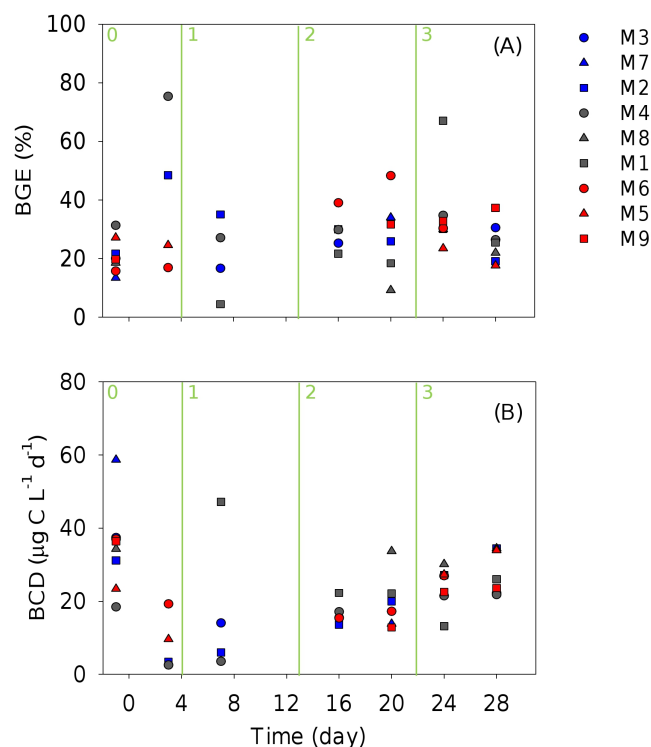 100
80
60
40
20
0
BGE (%)
0 1 2 3
(A)
M3
M7
M2
M4
M8
M1
M6
M5
M9
80
60
40
20
0
BCD (µg C L⁻¹ d⁻¹)
0 1 2 3
(B)
0 4 8 12 16 20 24 28
Time (day)